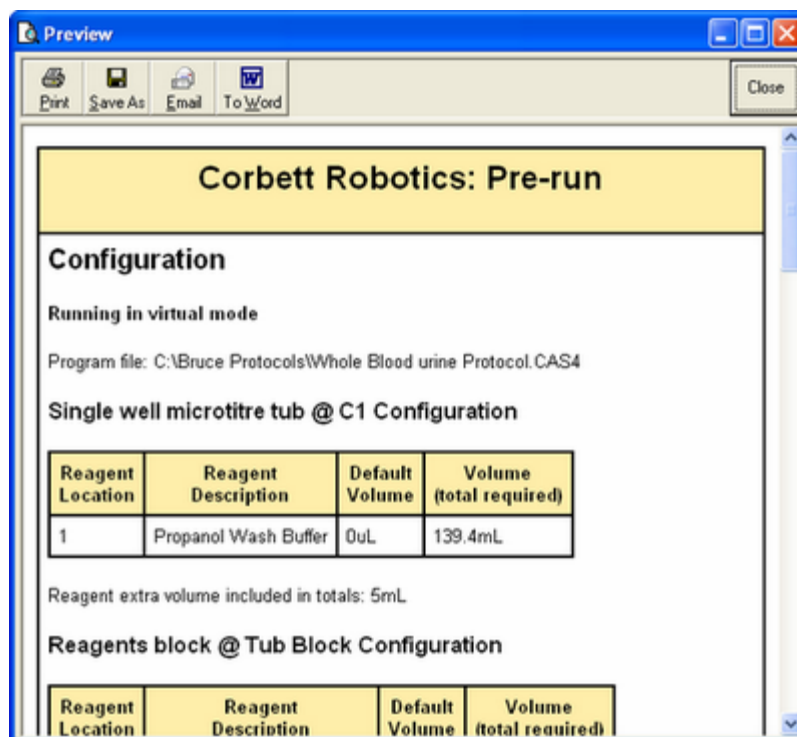 Preview
Print Save As Email To Word Close
Corbett Robotics: Pre-run
Configuration
Running in virtual mode
Program file: C:\Bruce Protocols\Whole Blood urine Protocol.CAS4
Single well microtitre tub @ C1 Configuration
Reagent Reagent Default Volume
Location Description Volume (total required)
1 Propanol Wash Buffer 0uL 139.4mL
Reagent extra volume included in totals: 5mL
Reagents block @ Tub Block Configuration
Reagent Reagent Default Volume
Location Description Volume (total required)